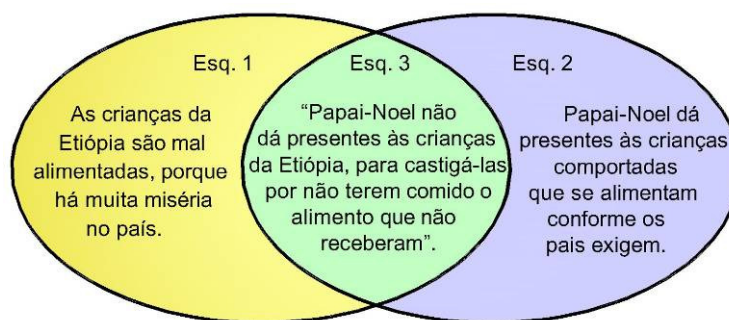 Esq. 1
As crianças da
Etiópia são mal
alimentadas, porque
há muita miséria
no país.
Esq. 3
“Papai-Noel não
dá presentes às crianças
da Etiópia, para castigá-las
por não terem comido o
alimento que não
receberam”.
Esq. 2
Papai-Noel dá
presentes às crianças
comportadas
que se alimentam
conforme os
pais exigem.